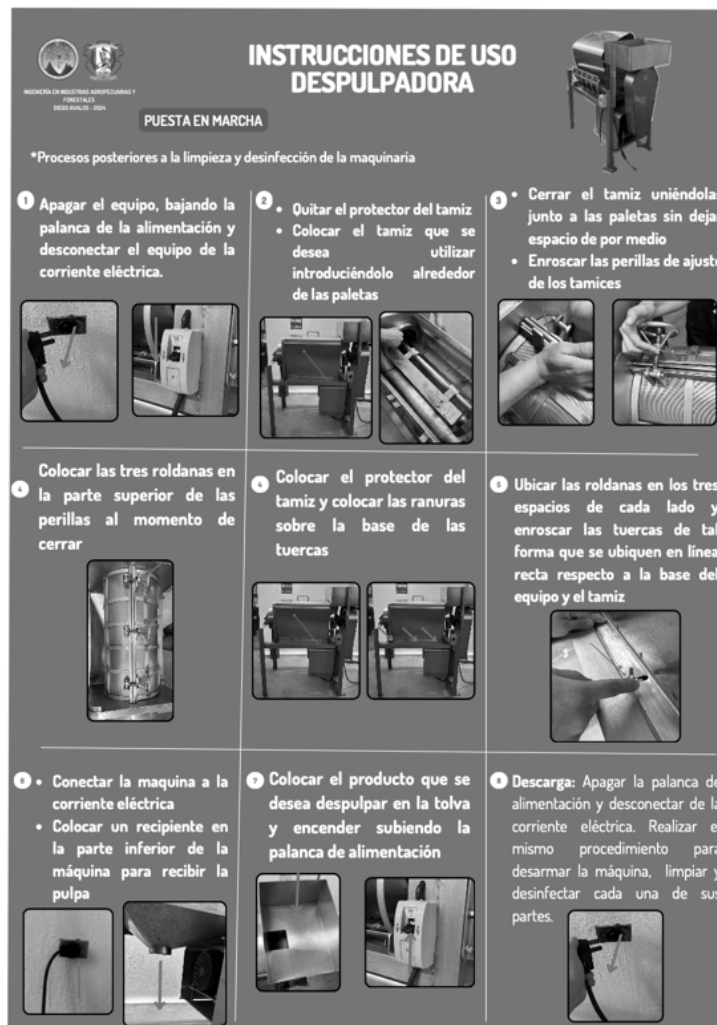 INSTRUCCIONES DE USO
DESPULPADORA
INGENIERÍA EN INDUSTRIAS AGROPECUARIAS Y
FORESTALES
DIEGO AVALOS - 2024
PUESTA EN MARCHA
*Procesos posteriores a la limpieza y desinfección de la maquinaria
1
Apagar el equipo, bajando la
palanca de la alimentación y
desconectar el equipo de la
corriente eléctrica.
2
• Quitar el protector del tamiz
• Colocar el tamiz que se
desea utilizar
introduciéndolo alrededor
de las paletas
3
• Cerrar el tamiz uniéndola
junto a las paletas sin deja
espacio de por medio
• Enroscar las perillas de ajust
de los tamices
4
Colocar las tres roldanas en
la parte superior de las
perillas al momento de
cerrar
4
Colocar el protector del
tamiz y colocar las ranuras
sobre la base de las
tuercas
5
Ubicar las roldanas en los tres
espacios de cada lado y
enroscar las tuercas de tal
forma que se ubiquen en línea
recta respecto a la base del
equipo y el tamiz
6
• Conectar la maquina a la
corriente eléctrica
• Colocar un recipiente en
la parte inferior de la
máquina para recibir la
pulpa
7
Colocar el producto que se
desea despulpar en la tolva
y encender subiendo la
palanca de alimentación
8
Descarga: Apagar la palanca de
alimentación y desconectar de la
corriente eléctrica. Realizar el
mismo procedimiento para
desarmar la máquina, limpiar y
desinfectar cada una de sus
partes.